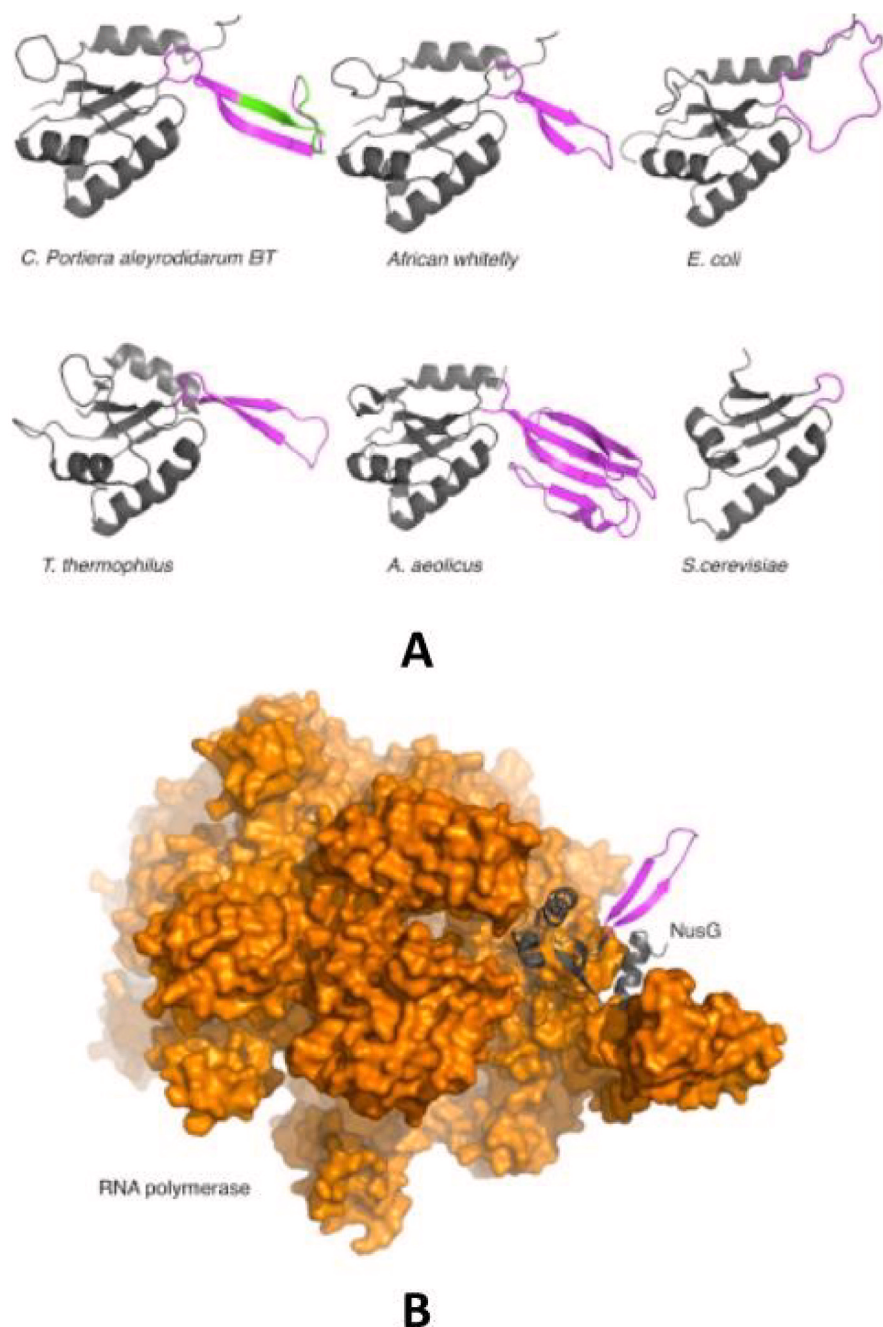 C. Portiera aleyrodidarum BT
African whitefly
E. coli
T. thermophilus
A. aeolicus
S.cerevisiae
A
NusG
RNA polymerase
B